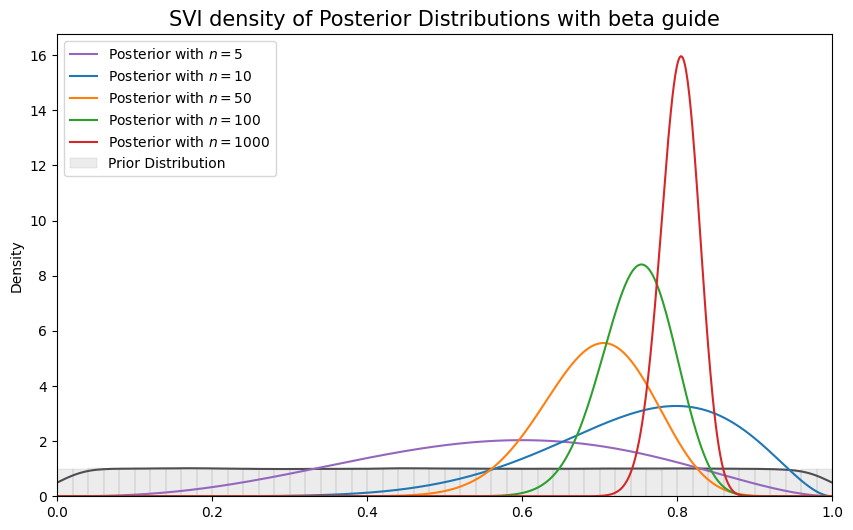 SVI density of Posterior Distributions with beta guide
Posterior with n = 5
Posterior with n = 10
Posterior with n = 50
Posterior with n = 100
Posterior with n = 1000
Prior Distribution
Density
16
14
12
10
8
6
4
2
0
0.0 0.2 0.4 0.6 0.8 1.0